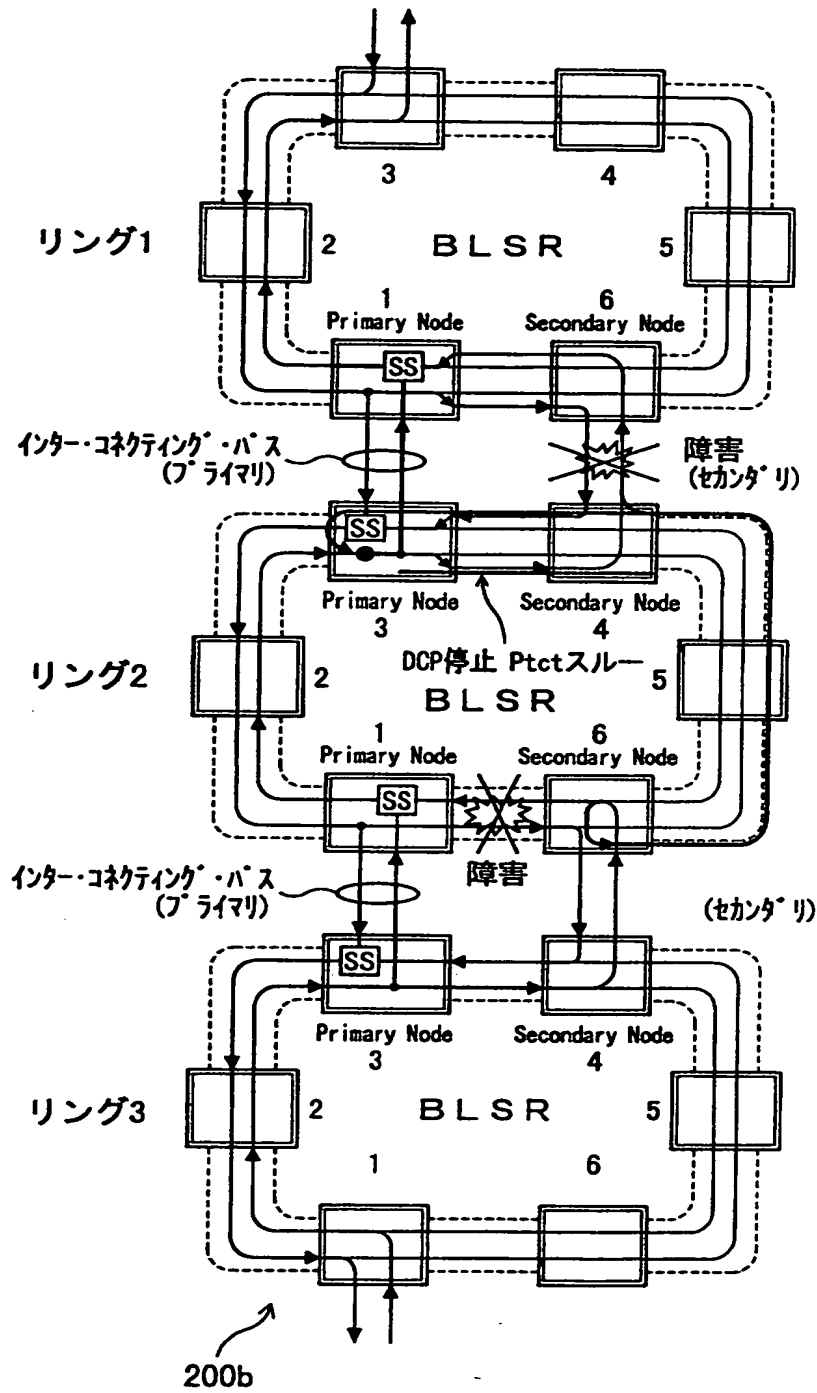 3
4
リング1
2
BLSR
5
1
Primary Node
6
Secondary Node
SS
インター・コネクティング・パス
(プライマリ)
障害
(セカンダリ)
SS
Primary Node
3
Secondary Node
4
DCP停止 Ptctスルー
リング2
2
BLSR
5
1
Primary Node
6
Secondary Node
SS
障害
インター・コネクティング・パス
(プライマリ)
(セカンダリ)
SS
Primary Node
3
Secondary Node
4
リング3
2
BLSR
5
1
6
200b